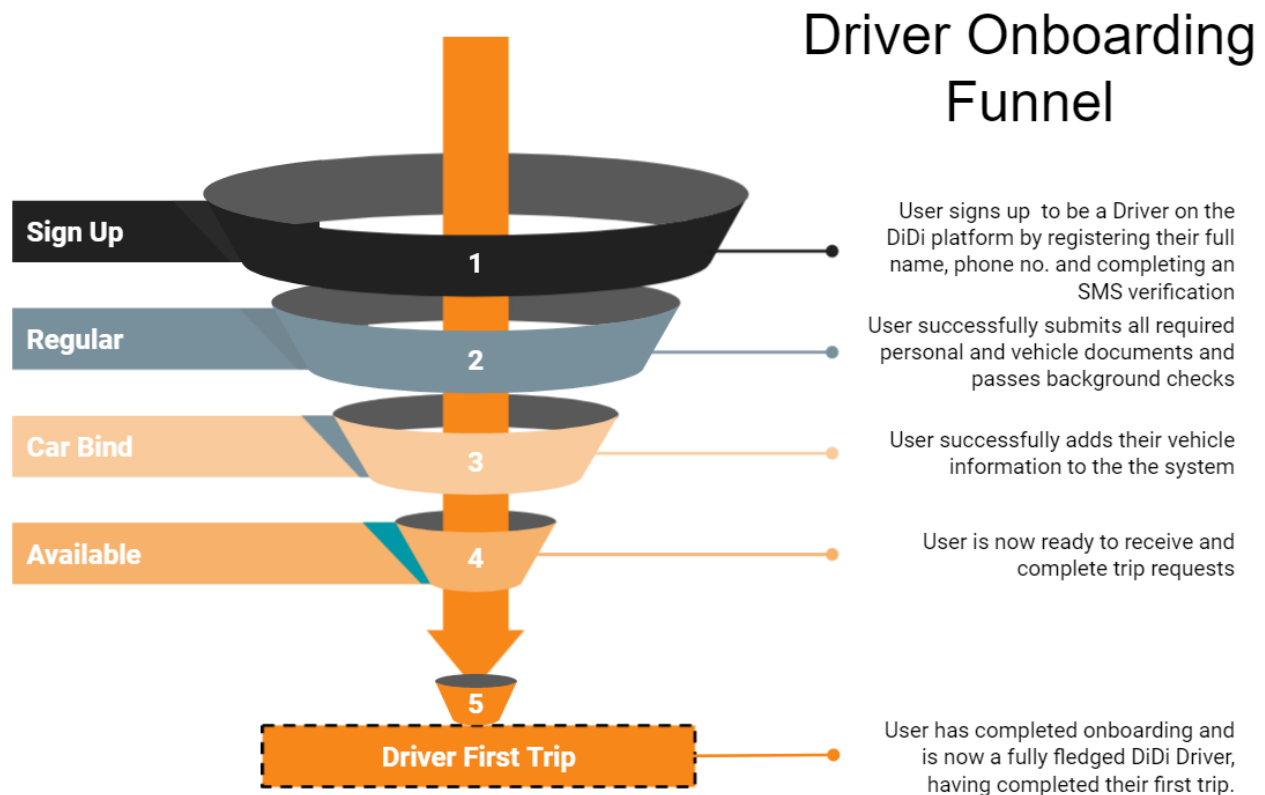 Driver Onboarding
Funnel
Sign Up
1
User signs up  to be a Driver on the
DiDi platform by registering their full
name, phone no. and completing an
SMS verification
Regular
2
User successfully submits all required
personal and vehicle documents and
passes background checks
Car Bind
3
User successfully adds their vehicle
information to the the system
Available
4
User is now ready to receive and
complete trip requests
5
Driver First Trip
User has completed onboarding and
is now a fully fledged DiDi Driver,
having completed their first trip.